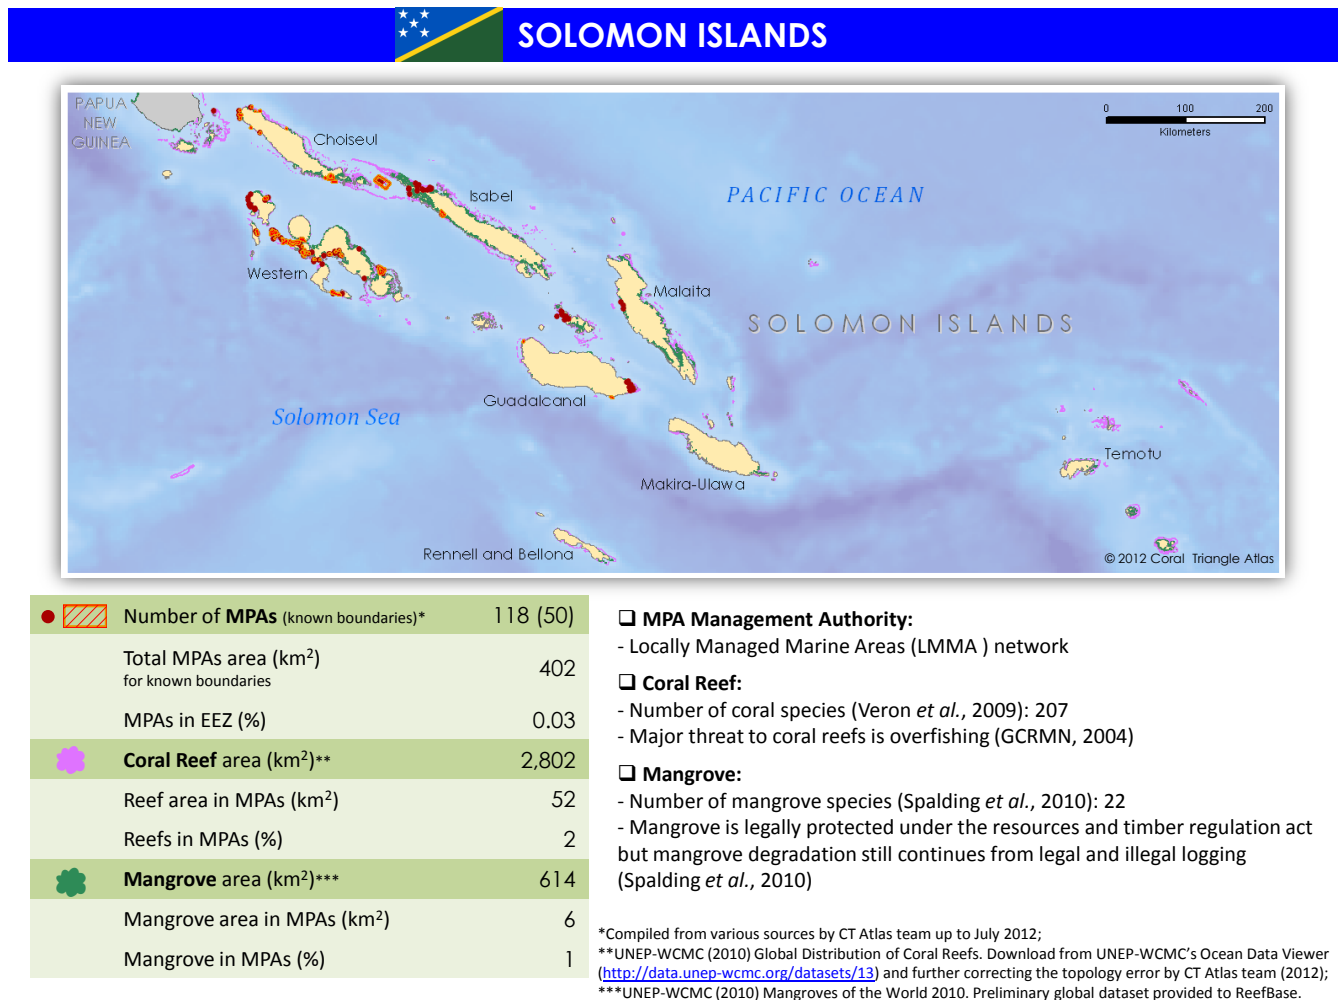 SOLOMON ISLANDS
PAPUA
NEW
GUINEA
0 100 200
Kilometers
Choiseul
Isabel
PACIFIC OCEAN
Western
Malaita
SOLOMON ISLANDS
Guadalcanal
Solomon Sea
Temotu
Makira-Ulawa
Rennell and Bellona
© 2012 Coral Triangle Atlas
Number of MPAs (known boundaries)* 118 (50)
Total MPAs area (km²)
for known boundaries
402
MPAs in EEZ (%) 0.03
Coral Reef area (km²)** 2,802
Reef area in MPAs (km²) 52
Reefs in MPAs (%) 2
Mangrove area (km²)*** 614
Mangrove area in MPAs (km²) 6
Mangrove in MPAs (%) 1
❑ MPA Management Authority:
- Locally Managed Marine Areas (LMMA ) network
❑ Coral Reef:
- Number of coral species (Veron et al., 2009): 207
- Major threat to coral reefs is overfishing (GCRMN, 2004)
❑ Mangrove:
- Number of mangrove species (Spalding et al., 2010): 22
- Mangrove is legally protected under the resources and timber regulation act
but mangrove degradation still continues from legal and illegal logging
(Spalding et al., 2010)
*Compiled from various sources by CT Atlas team up to July 2012;
**UNEP-WCMC (2010) Global Distribution of Coral Reefs. Download from UNEP-WCMC's Ocean Data Viewer
(http://data.unep-wcmc.org/datasets/13) and further correcting the topology error by CT Atlas team (2012);
***UNEP-WCMC (2010) Mangroves of the World 2010. Preliminary global dataset provided to ReefBase.